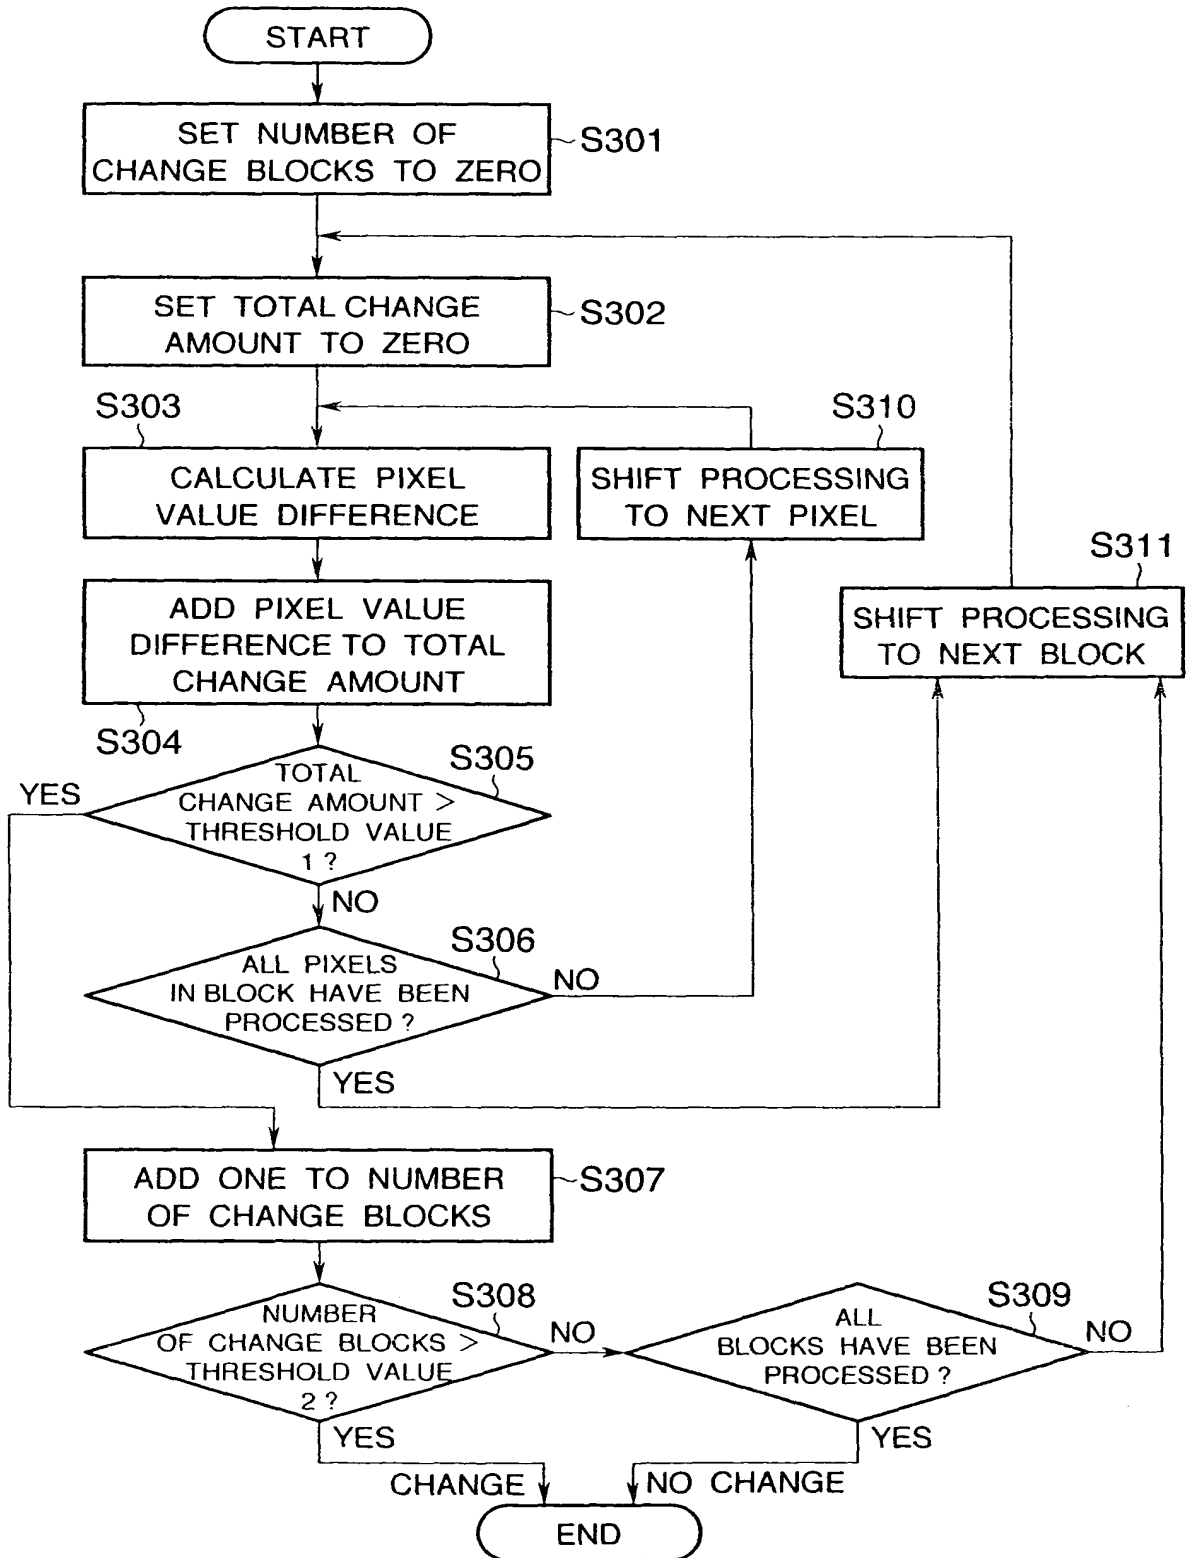 START
SET NUMBER OF
CHANGE BLOCKS TO ZERO
S301
SET TOTAL CHANGE
AMOUNT TO ZERO
S302
S303
CALCULATE PIXEL
VALUE DIFFERENCE
S310
SHIFT PROCESSING
TO NEXT PIXEL
S311
SHIFT PROCESSING
TO NEXT BLOCK
ADD PIXEL VALUE
DIFFERENCE TO TOTAL
CHANGE AMOUNT
S304
S305
TOTAL
CHANGE AMOUNT >
THRESHOLD VALUE
1 ?
YES
NO
S306
ALL PIXELS
IN BLOCK HAVE BEEN
PROCESSED ?
NO
YES
ADD ONE TO NUMBER
OF CHANGE BLOCKS
S307
S308
NUMBER
OF CHANGE BLOCKS >
THRESHOLD VALUE
2 ?
NO
YES
S309
ALL
BLOCKS HAVE BEEN
PROCESSED ?
NO
YES
CHANGE
NO CHANGE
END